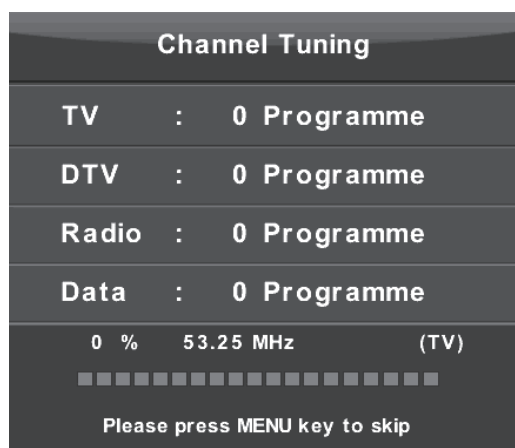 Channel Tuning
TV : 0 Programme
DTV : 0 Programme
Radio : 0 Programme
Data : 0 Programme
0 % 53.25 MHz (TV)
Please press MENU key to skip